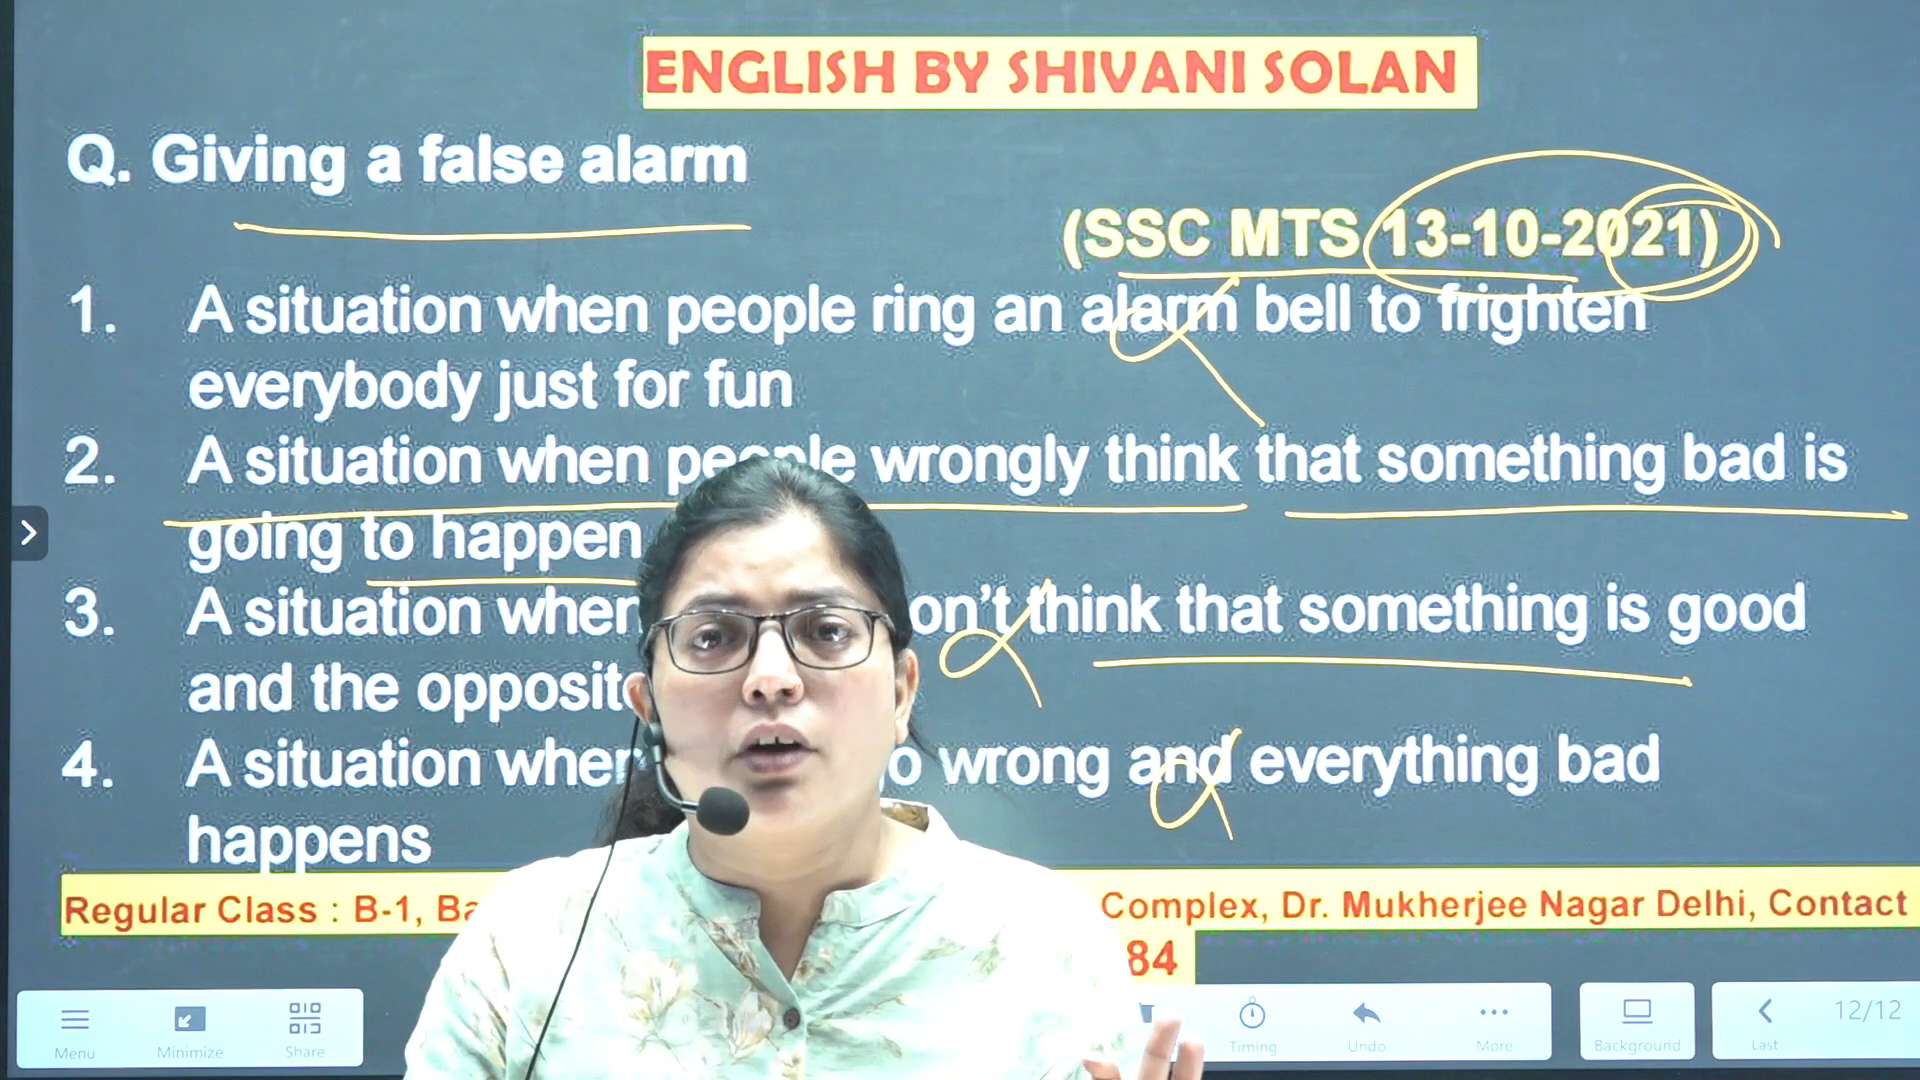 ENGLISH BY SHIVANI SOLAN
Q. Giving a false alarm
(SSC MTS 13-10-2021)
1. A situation when people ring an alarm bell to frighten
everybody just for fun
2. A situation when people wrongly think that something bad is
going to happen
3. A situation when on't think that something is good
and the opposite
4. A situation when wrong and everything bad
happens
Regular Class : B-1, Complex, Dr. Mukherjee Nagar Delhi, Contact
84
Menu Minimize Share Timing Undo More Background Last 12/12